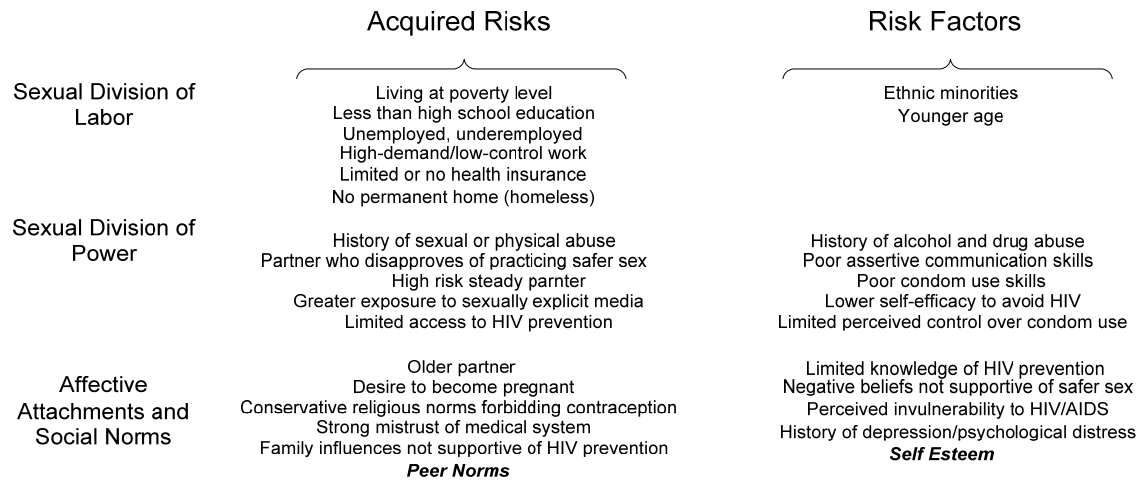 Acquired Risks
Risk Factors
Sexual Division of
Labor
Living at poverty level
Less than high school education
Unemployed, underemployed
High-demand/low-control work
Limited or no health insurance
No permanent home (homeless)
Ethnic minorities
Younger age
Sexual Division of
Power
History of sexual or physical abuse
Partner who disapproves of practicing safer sex
High risk steady parnter
Greater exposure to sexually explicit media
Limited access to HIV prevention
History of alcohol and drug abuse
Poor assertive communication skills
Poor condom use skills
Lower self-efficacy to avoid HIV
Limited perceived control over condom use
Affective
Attachments and
Social Norms
Older partner
Desire to become pregnant
Conservative religious norms forbidding contraception
Strong mistrust of medical system
Family influences not supportive of HIV prevention
Peer Norms
Limited knowledge of HIV prevention
Negative beliefs not supportive of safer sex
Perceived invulnerability to HIV/AIDS
History of depression/psychological distress
Self Esteem